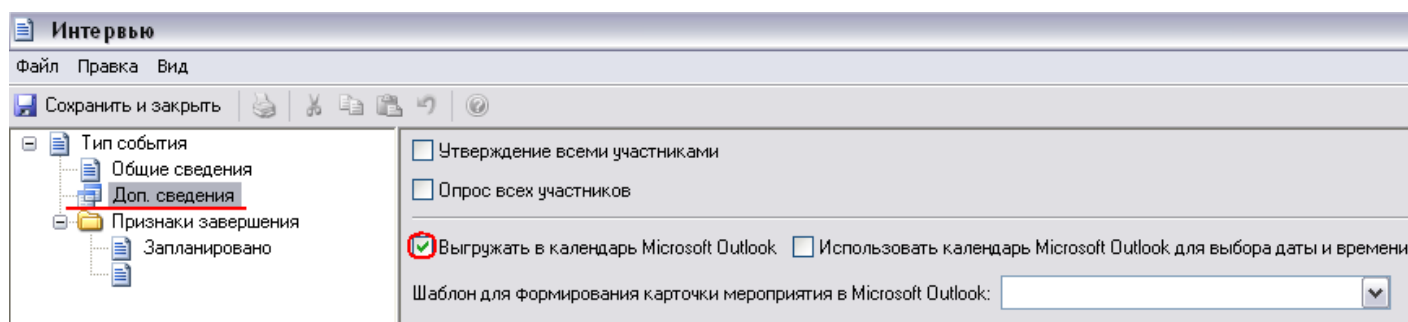 Интервью
Файл Правка Вид
Сохранить и закрыть
Тип события
Общие сведения
Доп. сведения
Признаки завершения
Запланировано
Утверждение всеми участниками
Опрос всех участников
Выгружать в календарь Microsoft Outlook Использовать календарь Microsoft Outlook для выбора даты и времени
Шаблон для формирования карточки мероприятия в Microsoft Outlook: